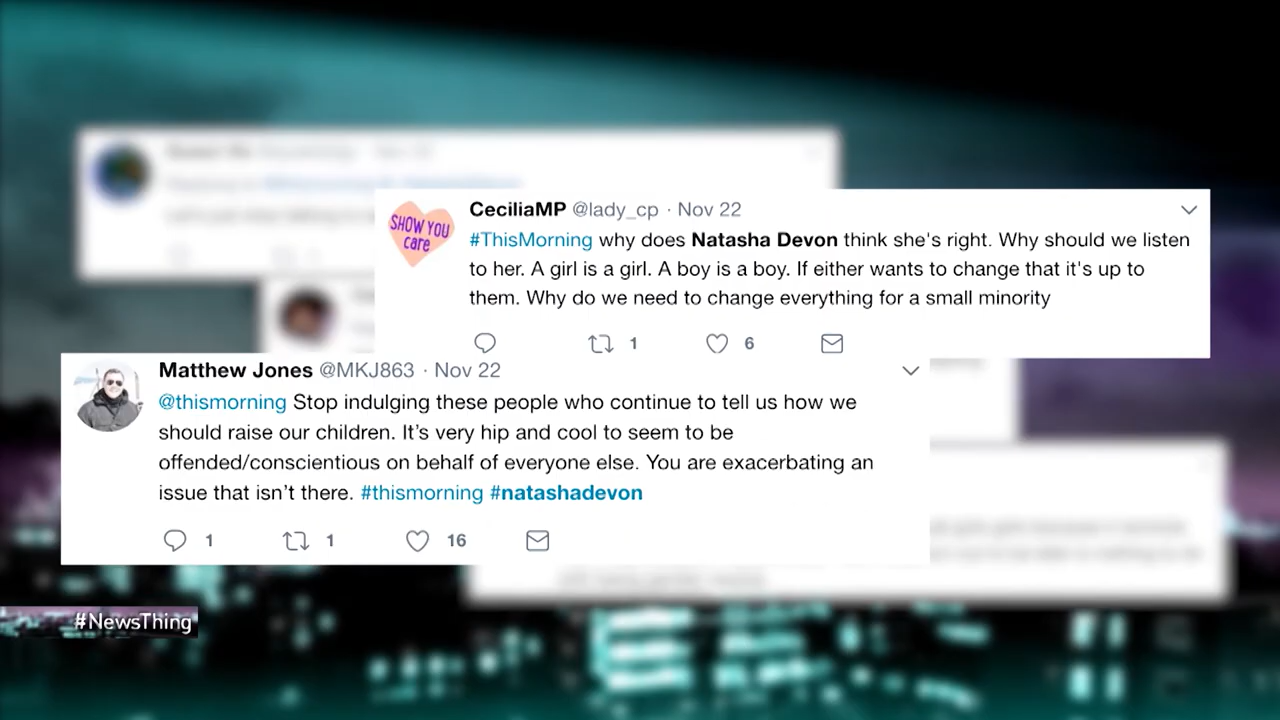 CeciliaMP @lady_cp · Nov 22
SHOW YOU
care
#ThisMorning why does Natasha Devon think she's right. Why should we listen
to her. A girl is a girl. A boy is a boy. If either wants to change that it's up to
them. Why do we need to change everything for a small minority
1 6
Matthew Jones @MKJ863 · Nov 22
@thismorning Stop indulging these people who continue to tell us how we
should raise our children. It’s very hip and cool to seem to be
offended/conscientious on behalf of everyone else. You are exacerbating an
issue that isn’t there. #thismorning #natashadevon
1 1 16
#NewsThing